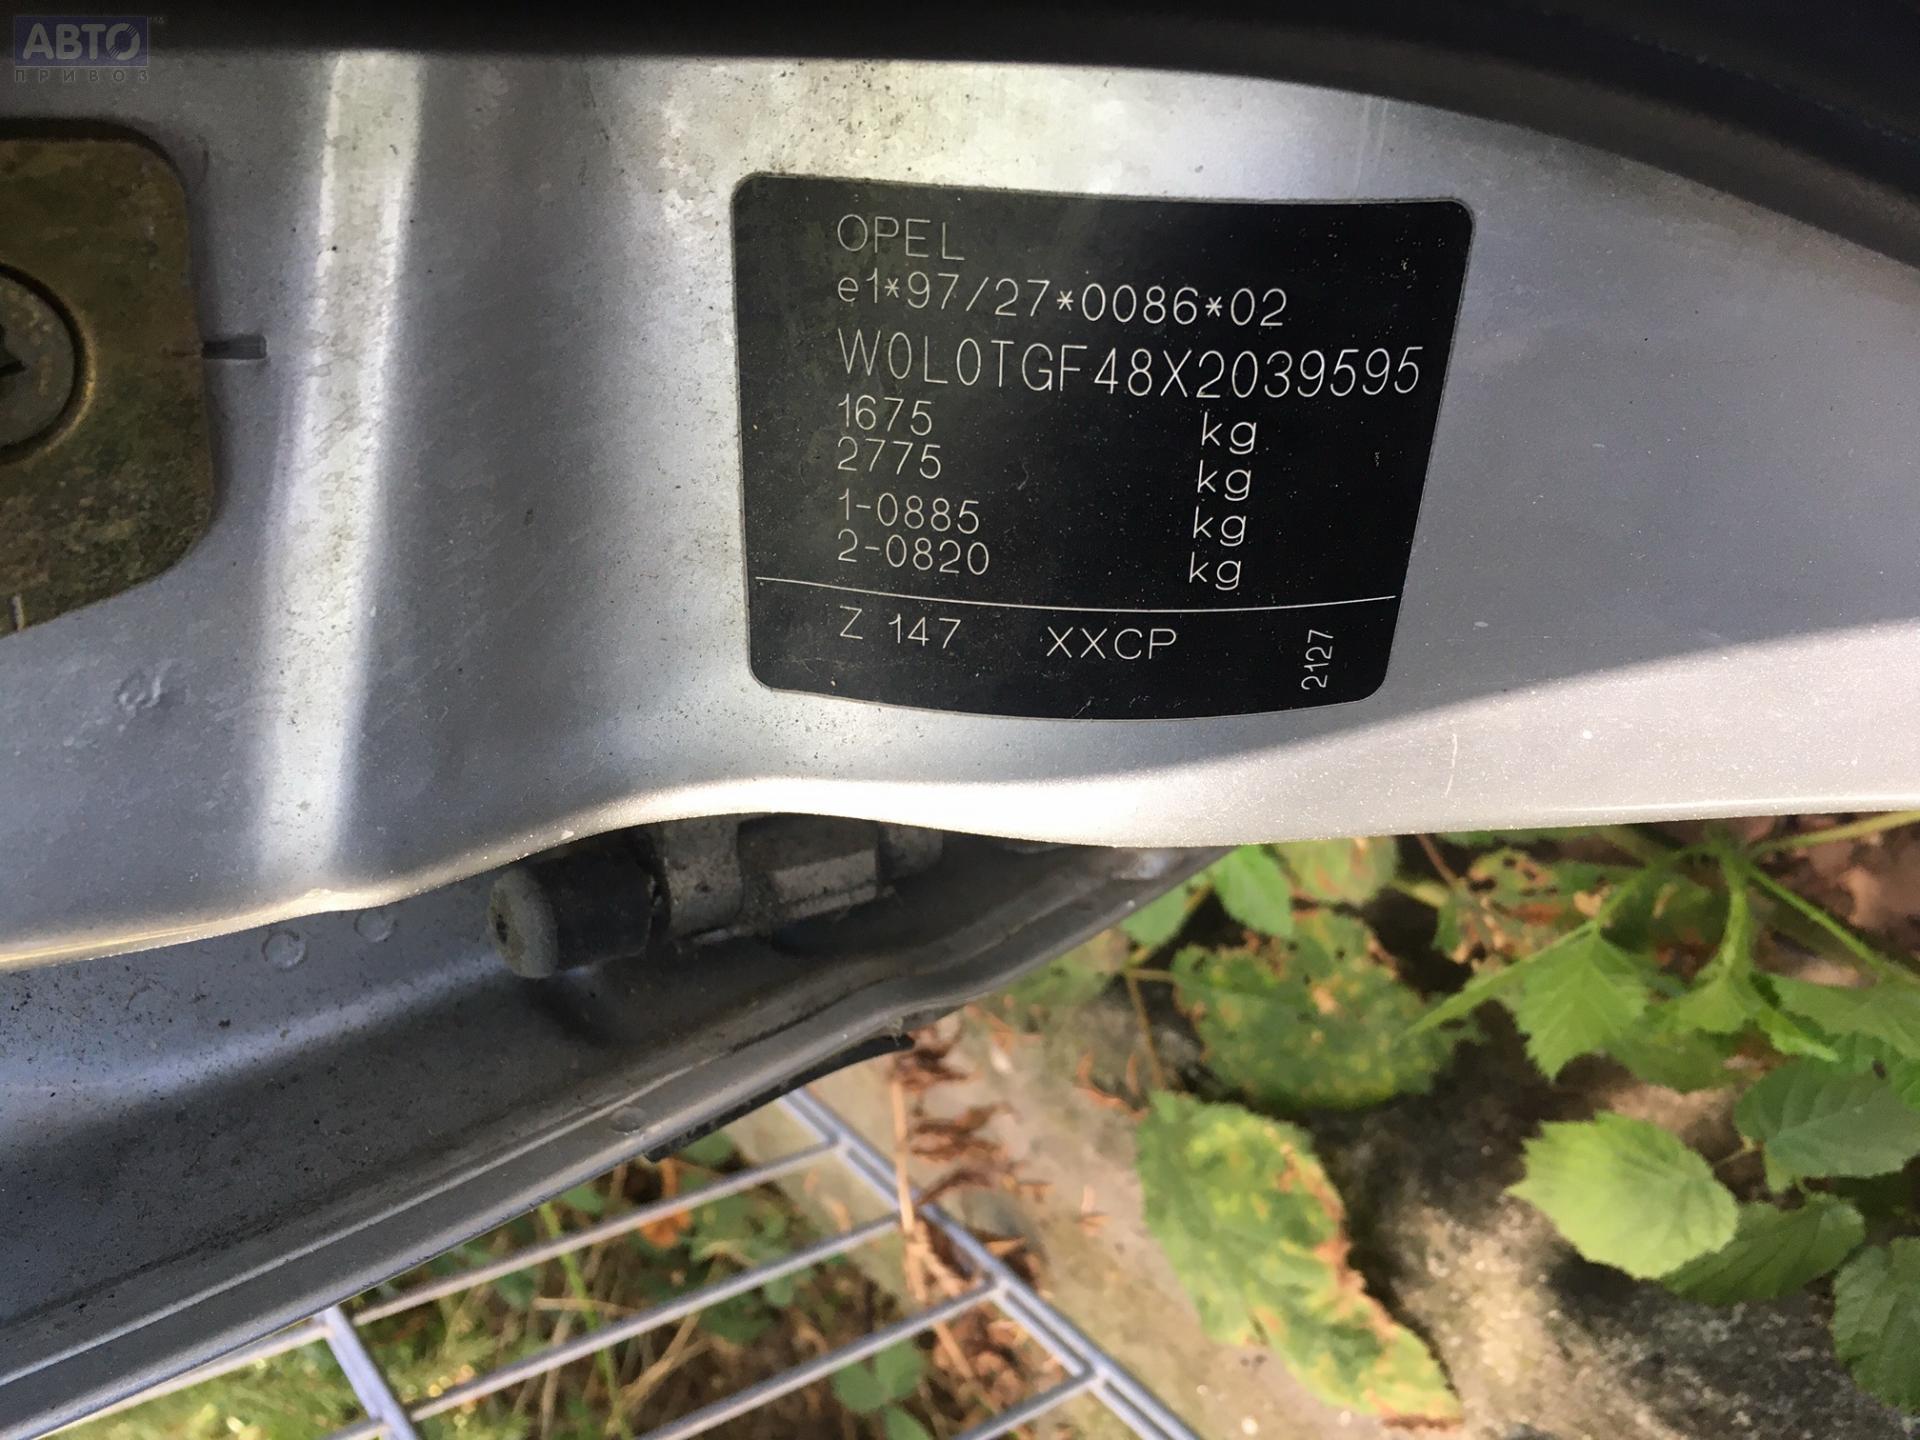 АВТО
ПРИВОЗ
OPEL
e1*97/27*0086*02
W0L0TGF48X2039595
1675 kg
2775 kg
1-0885 kg
2-0820 kg
Z 147 XXCP
2127